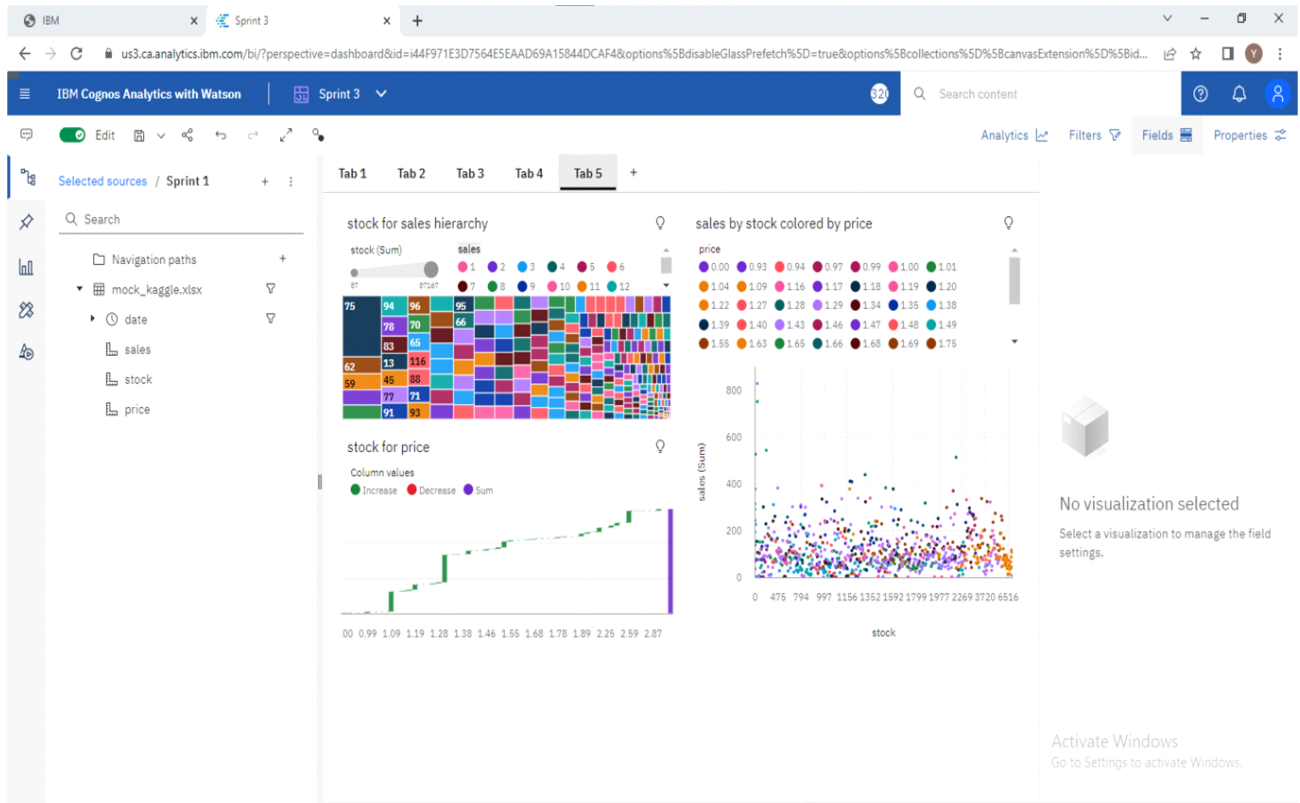 IBM
Sprint 3
us3.ca.analytics.ibm.com/bi/?perspective=dashboard&id=i44F971E3D7564E5EAAD69A15844DCAF4&options%5BdisableGlassPrefetch%5D=true&options%5Bcollections%5D%5BcanvasExtension%5D%5Bid...
Y
IBM Cognos Analytics with Watson
Sprint 3
Search content
Edit
Analytics
Filters
Fields
Properties
Selected sources / Sprint 1
Search
Navigation paths
mock_kaggle.xlsx
date
sales
stock
price
Tab 1 Tab 2 Tab 3 Tab 4 Tab 5
stock for sales hierarchy
stock (Sum)
87 87167
sales
1 2 3 4 5 6
7 8 9 10 11 12
75 94 96 95
78 70 66
83 65
62 13 116
59 45 88
77 71
91 93
stock for price
Column values
Increase Decrease Sum
.00 0.99 1.09 1.19 1.28 1.38 1.46 1.55 1.68 1.78 1.89 2.25 2.59 2.87
sales by stock colored by price
price
0.00 0.93 0.94 0.97 0.99 1.00 1.01
1.04 1.09 1.16 1.17 1.18 1.19 1.20
1.22 1.27 1.28 1.29 1.34 1.35 1.38
1.39 1.40 1.43 1.46 1.47 1.48 1.49
1.55 1.63 1.65 1.66 1.68 1.69 1.75
sales (Sum)
800
600
400
200
0
0 475 794 997 1156 1352 1592 1799 1977 2269 3720 6516
stock
No visualization selected
Select a visualization to manage the field
settings.
Activate Windows
Go to Settings to activate Windows.